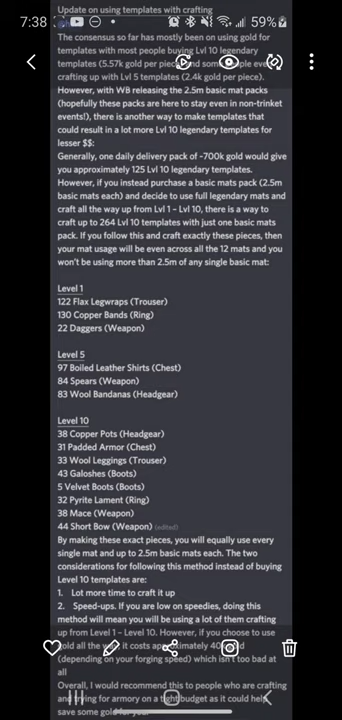 Update on using templates with crafting
7:38
59%
The consensus so far has mostly been on using gold for
templates with most people buying Lvl 10 legendary
templates (5.57k gold per piece) and some people even
crafting up with Lvl 5 templates (2.4k gold per piece).
However, with WB releasing the 2.5m basic mat packs
(hopefully these packs are here to stay even in non-trinket
events!), there is another way to make templates that
could result in a lot more Lvl 10 legendary templates for
lesser $$:
Generally, one daily delivery pack of ~700k gold would give
you approximately 125 Lvl 10 legendary templates.
However, if you instead purchase a basic mats pack (2.5m
basic mats each) and decide to use full legendary mats and
craft all the way up from Lvl 1 – Lvl 10, there is a way to
craft up to 264 Lvl 10 templates with just one basic mats
pack. If you follow this and craft exactly these pieces, then
your mat usage will be even across all the 12 mats and you
won't be using more than 2.5m of any single basic mat:
Level 1
122 Flax Legwraps (Trouser)
130 Copper Bands (Ring)
22 Daggers (Weapon)
Level 5
97 Boiled Leather Shirts (Chest)
84 Spears (Weapon)
83 Wool Bandanas (Headgear)
Level 10
38 Copper Pots (Headgear)
31 Padded Armor (Chest)
33 Wool Leggings (Trouser)
43 Galoshes (Boots)
5 Velvet Boots (Boots)
32 Pyrite Lament (Ring)
38 Mace (Weapon)
44 Short Bow (Weapon) (edited)
By making these exact pieces, you will equally use every
single mat and up to 2.5m basic mats each. The two
considerations for following this method instead of buying
Level 10 templates are:
1. Lot more time to craft it up
2. Speed-ups. If you are low on speedies, doing this
method will mean you will be using a lot of them crafting
up from Level 1 – Level 10. However, if you choose to use
gold all the way it costs approximately
(depending on your forging speed) which isn't too bad at
all
Overall, I would recommend this to people who are crafting
and trying for armory on a tight budget as it could help
save some gold for